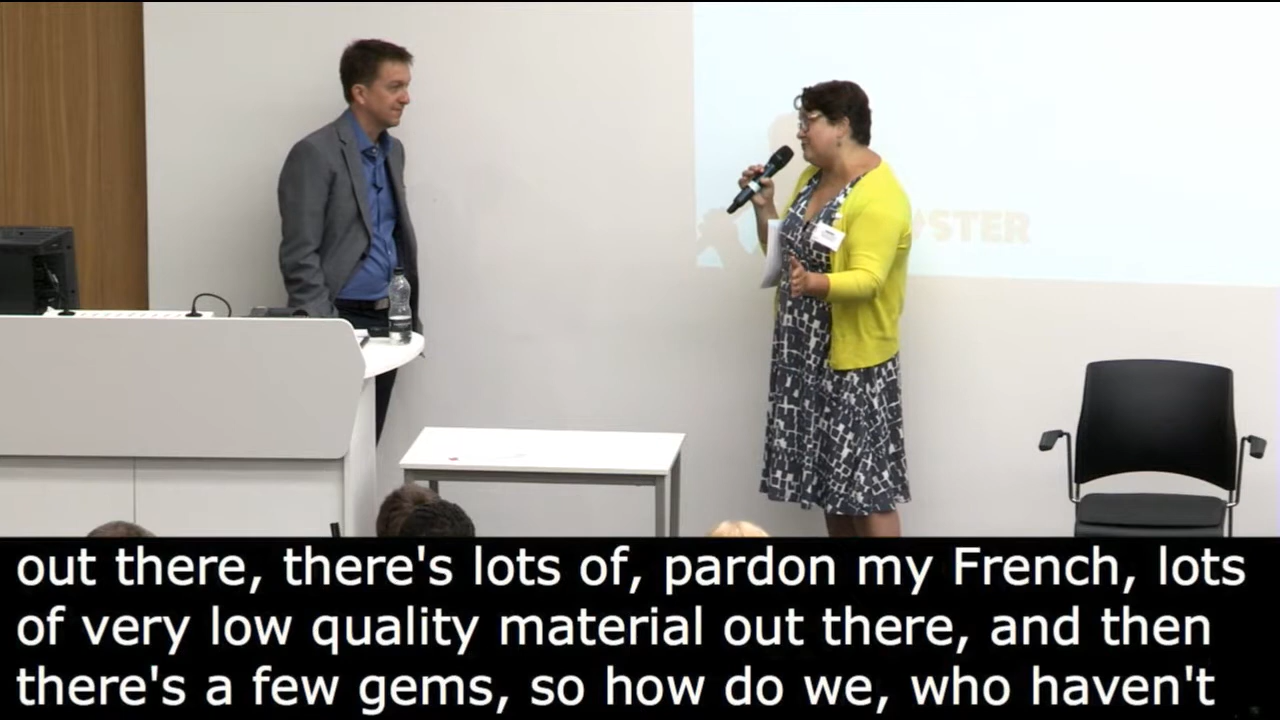 STER
out there, there's lots of, pardon my French, lots
of very low quality material out there, and then
there's a few gems, so how do we, who haven't